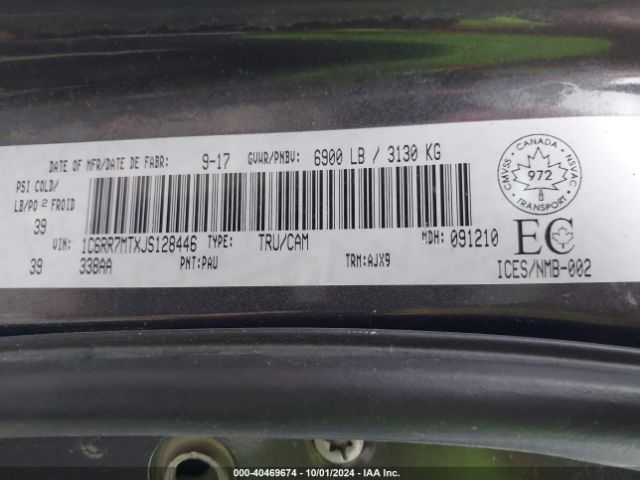 DATE OF MFR/DATE DE FABR: 9-17 GVWR/PNBV: 6900 LB / 3130 KG
PSI COLD/
LB/PO² FROID
39
VIN: 1C6RR7MTXJS128446 TYPE: TRU/CAM MDH: 091210
39 338AA PNT:PAU TRM:AJX9
CMVSS CANADA NSVAC
972
TRANSPORT
EC
ICES/NMB-002
000-40469674 | 10/01/2024 | IAA Inc.